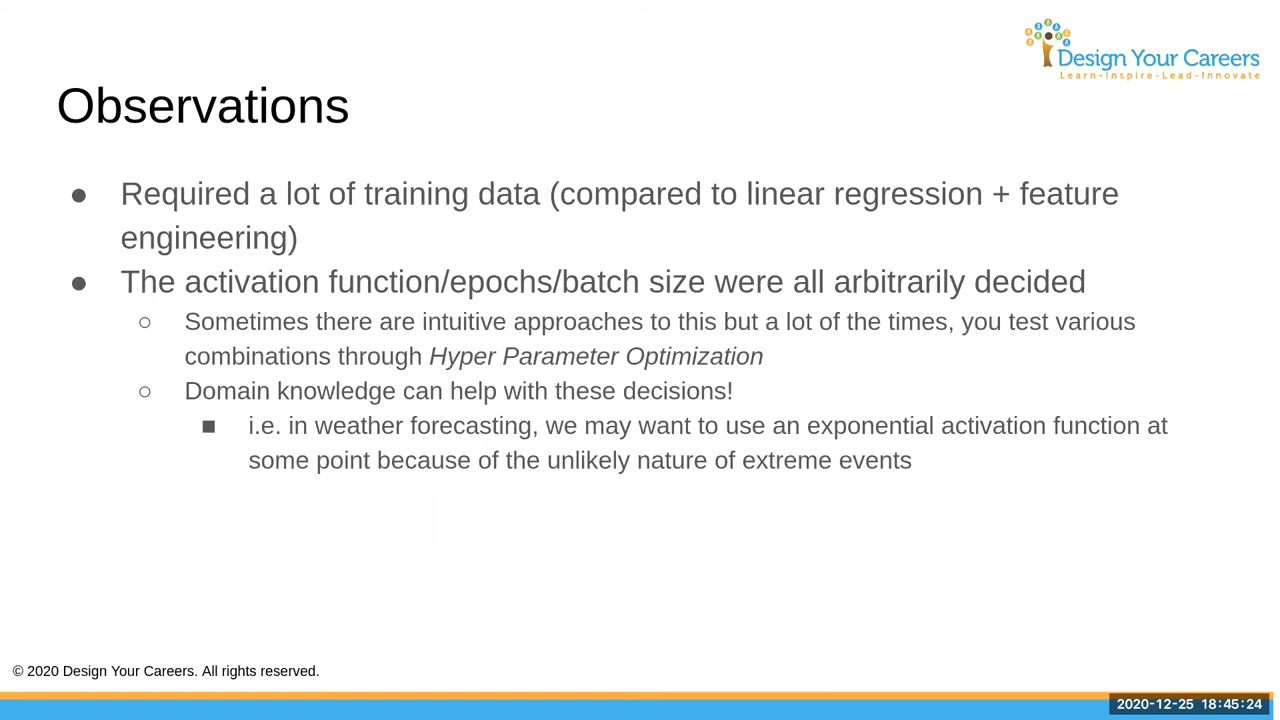 Design Your Careers
Learn-Inspire-Lead-Innovate
Observations
● Required a lot of training data (compared to linear regression + feature
engineering)
● The activation function/epochs/batch size were all arbitrarily decided
○ Sometimes there are intuitive approaches to this but a lot of the times, you test various
combinations through Hyper Parameter Optimization
○ Domain knowledge can help with these decisions!
■ i.e. in weather forecasting, we may want to use an exponential activation function at
some point because of the unlikely nature of extreme events
© 2020 Design Your Careers. All rights reserved.
2020-12-25 18:45:24